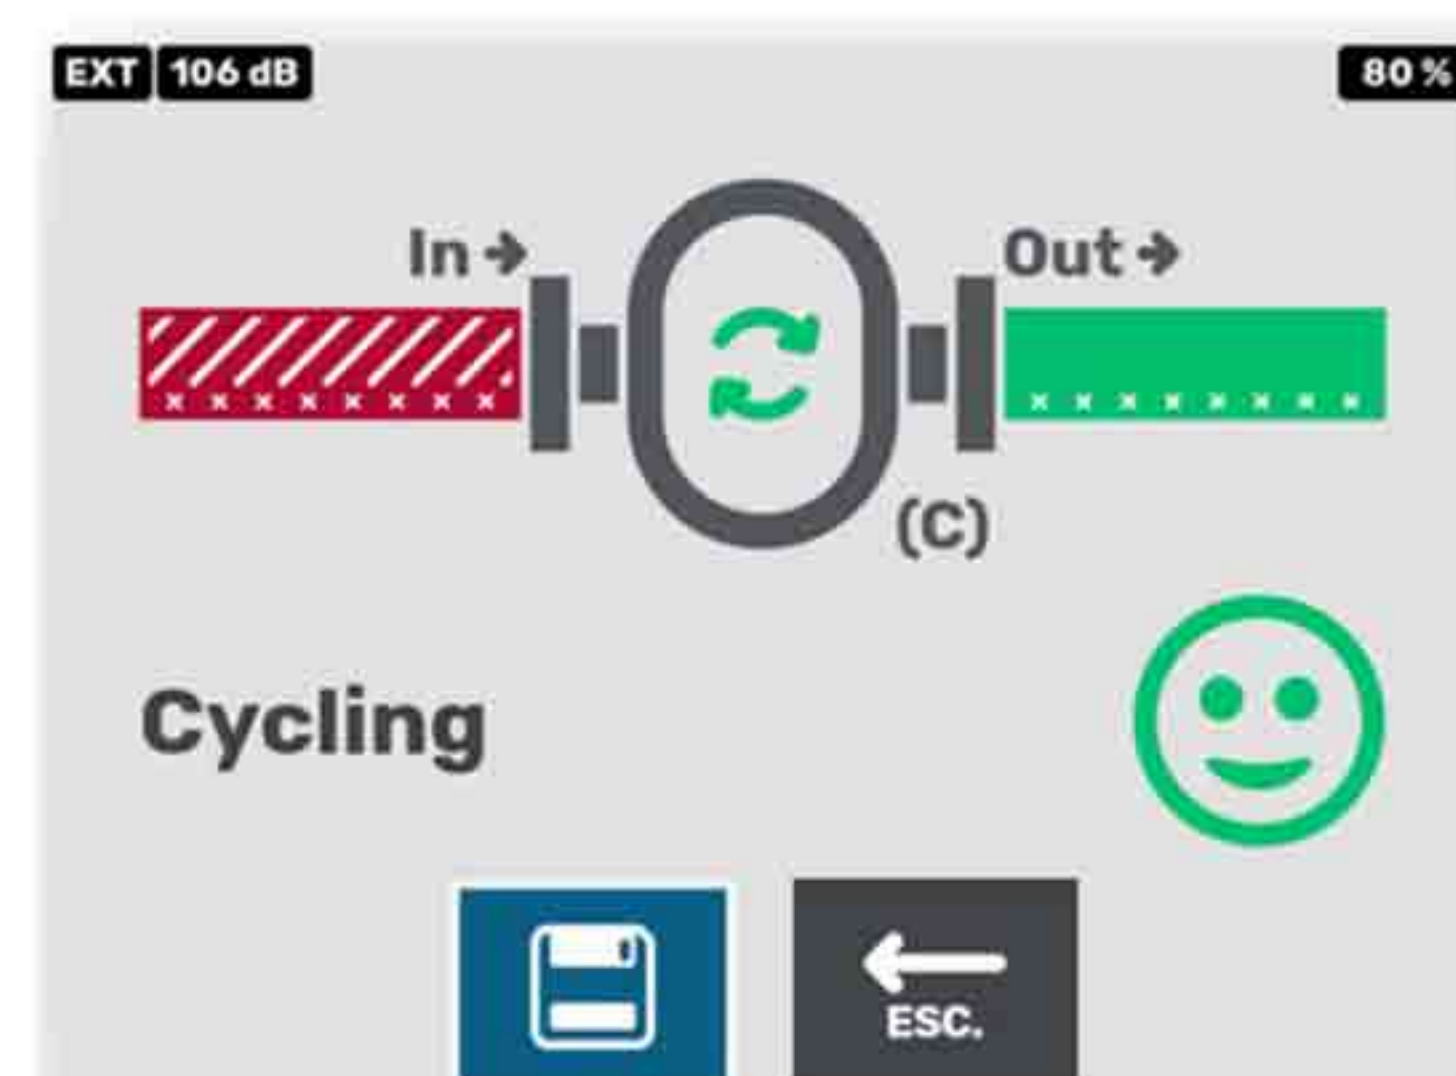 EXT 106 dB 80 %
In → Out →
× × × × × × × × × × × × × × × ×
(C)
Cycling
ESC.